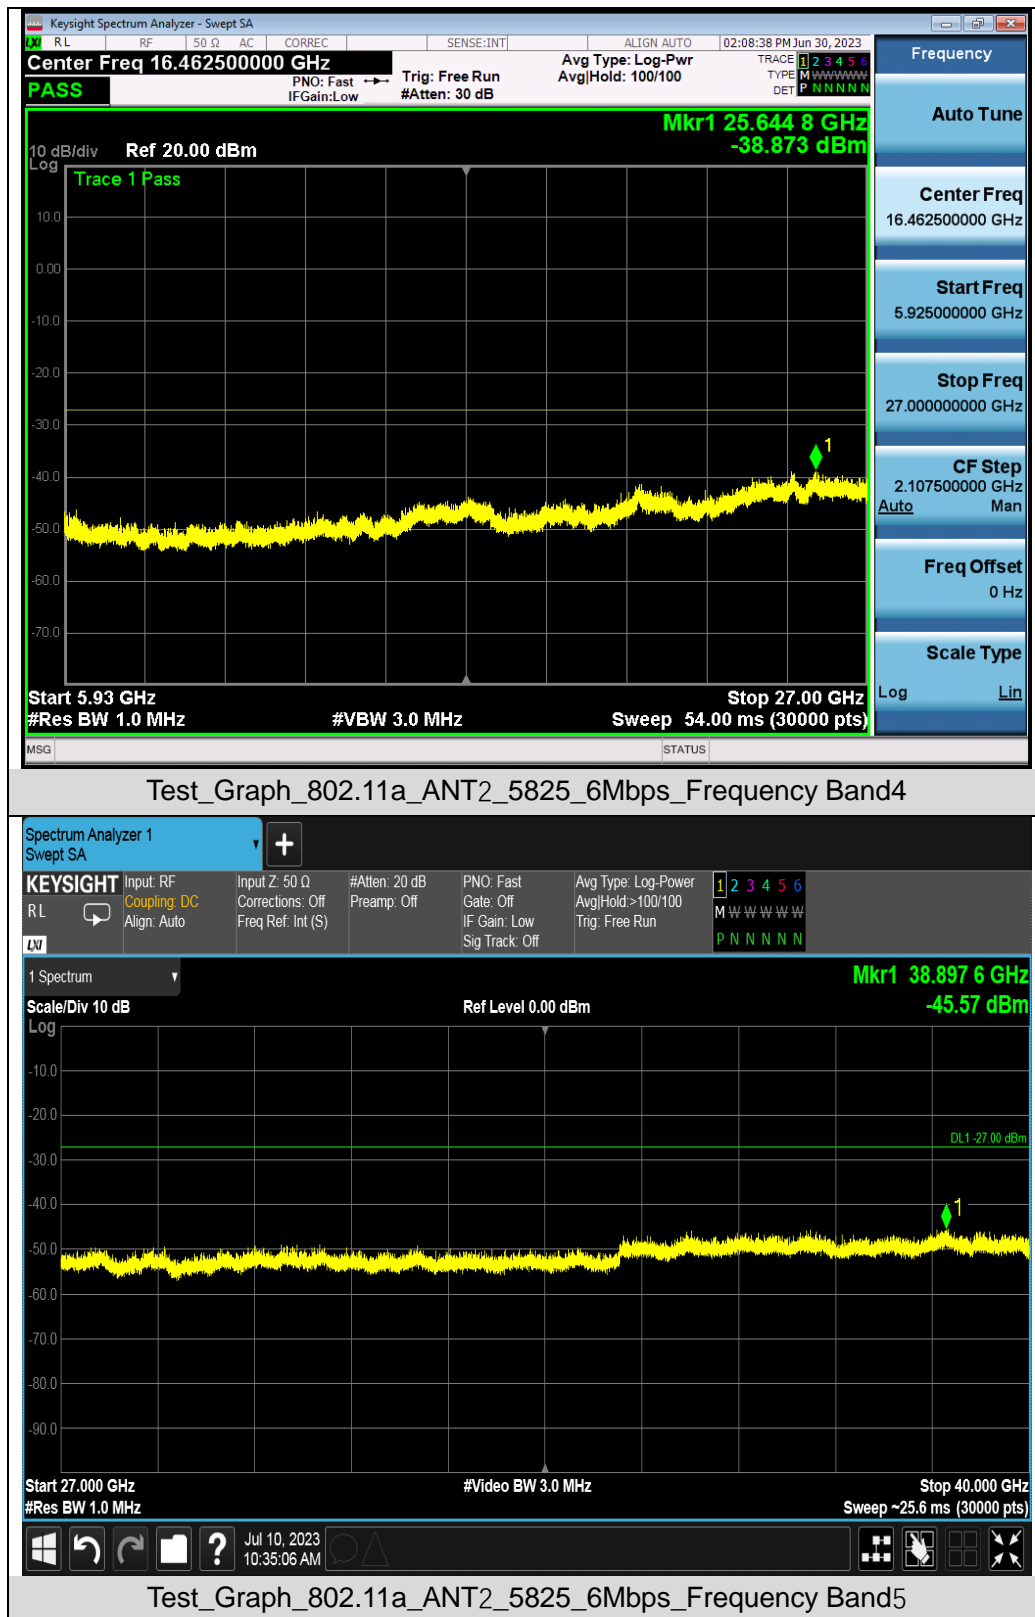 Keysight Spectrum Analyzer - Swept SA
LXI RL RF 50 Ω AC CORREC SENSE:INT ALIGN AUTO 02:08:38 PM Jun 30, 2023
Center Freq 16.462500000 GHz
PNO: Fast
IFGain:Low
Trig: Free Run
#Atten: 30 dB
Avg Type: Log-Pwr
Avg|Hold: 100/100
TRACE 1 2 3 4 5 6
TYPE M WWWWW
DET P N N N N N
PASS
Mkr1 25.644 8 GHz
-38.873 dBm
10 dB/div Ref 20.00 dBm
Log
Trace 1 Pass
10.0
0.00
-10.0
-20.0
-30.0
-40.0
-50.0
-60.0
-70.0
1
Start 5.93 GHz Stop 27.00 GHz
#Res BW 1.0 MHz #VBW 3.0 MHz Sweep 54.00 ms (30000 pts)
MSG STATUS
Frequency
Auto Tune
Center Freq
16.462500000 GHz
Start Freq
5.925000000 GHz
Stop Freq
27.000000000 GHz
CF Step
2.107500000 GHz
Auto Man
Freq Offset
0 Hz
Scale Type
Log Lin
Test_Graph_802.11a_ANT2_5825_6Mbps_Frequency Band4
Spectrum Analyzer 1
Swept SA
+
KEYSIGHT
RL
LXI
Input: RF
Coupling: DC
Align: Auto
Input Z: 50 Ω
Corrections: Off
Freq Ref: Int (S)
#Atten: 20 dB
Preamp: Off
PNO: Fast
Gate: Off
IF Gain: Low
Sig Track: Off
Avg Type: Log-Power
Avg|Hold:>100/100
Trig: Free Run
1 2 3 4 5 6
M W W W W W
P N N N N N
1 Spectrum
Mkr1 38.897 6 GHz
Scale/Div 10 dB Ref Level 0.00 dBm -45.57 dBm
Log
-10.0
-20.0
DL1 -27.00 dBm
-30.0
-40.0
1
-50.0
-60.0
-70.0
-80.0
-90.0
Start 27.000 GHz #Video BW 3.0 MHz Stop 40.000 GHz
#Res BW 1.0 MHz Sweep ~25.6 ms (30000 pts)
?
Jul 10, 2023
10:35:06 AM
Test_Graph_802.11a_ANT2_5825_6Mbps_Frequency Band5